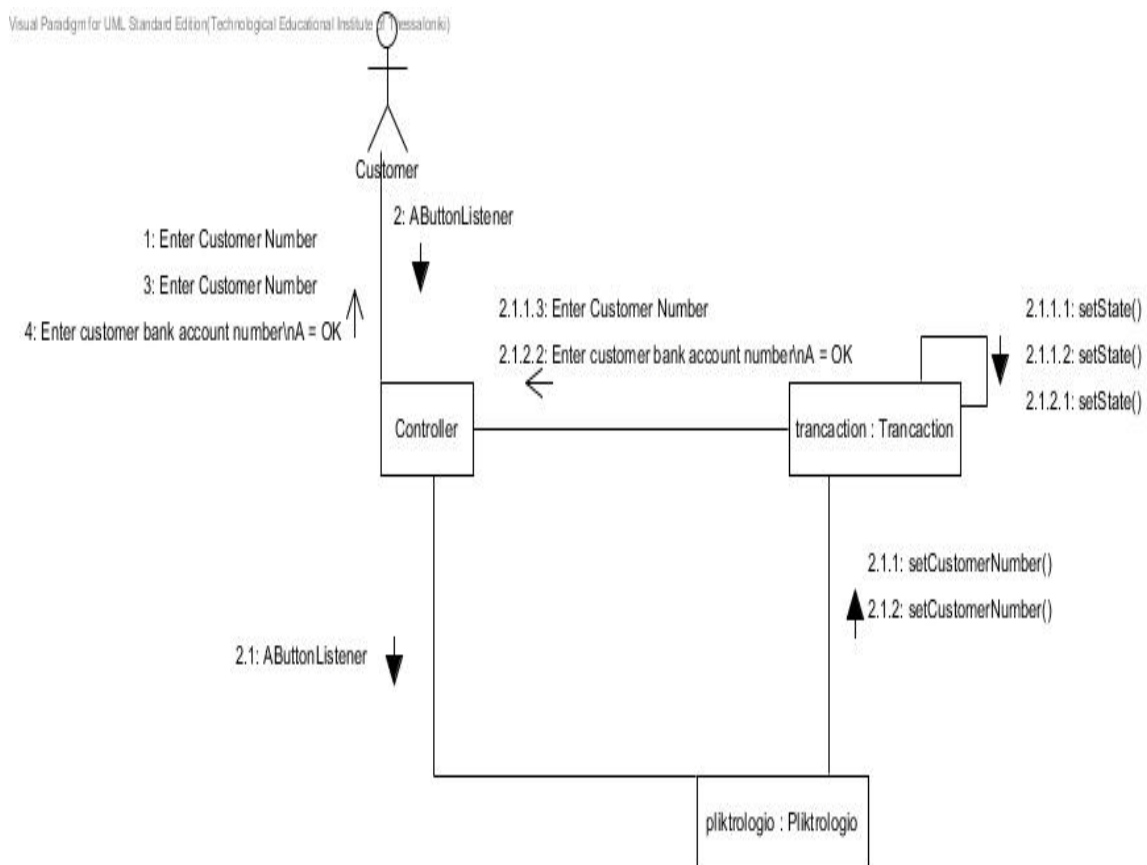 Visual Paradigm for UML Standard Edition(Technological Educational Institute of Thessaloniki)
Customer
2: AButtonListener
1: Enter Customer Number
3: Enter Customer Number
4: Enter customer bank account number\nA = OK
2.1.1.3: Enter Customer Number
2.1.2.2: Enter customer bank account number\nA = OK
2.1.1.1: setState()
2.1.1.2: setState()
2.1.2.1: setState()
Controller
trancaction : Trancaction
2.1.1: setCustomerNumber()
2.1.2: setCustomerNumber()
2.1: AButtonListener
pliktrologio : Pliktrologio